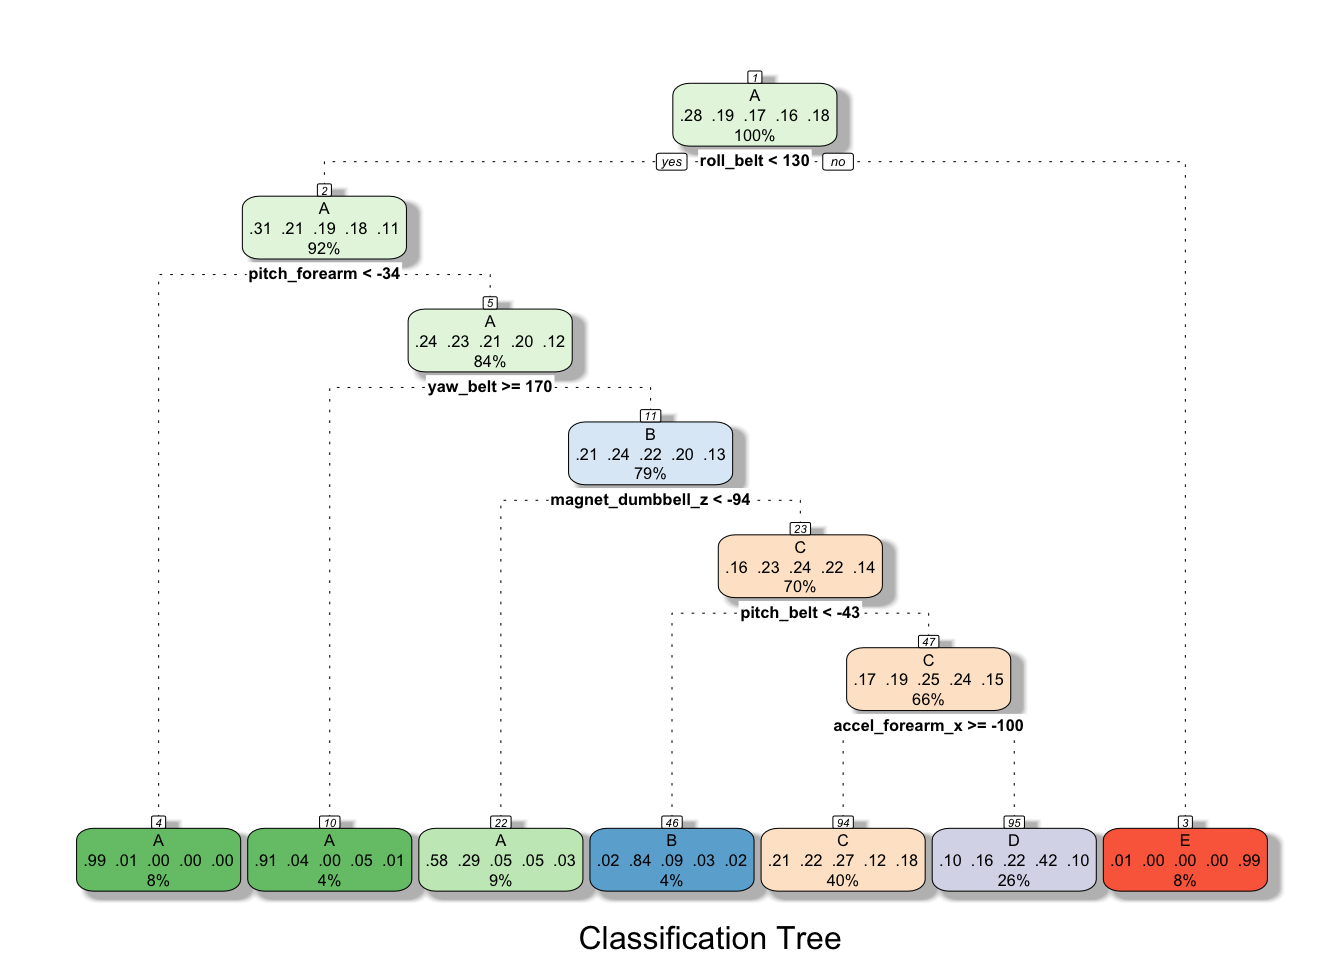 1
A
.28 .19 .17 .16 .18
100%
yes roll_belt < 130 no
2
A
.31 .21 .19 .18 .11
92%
pitch_forearm < -34
5
A
.24 .23 .21 .20 .12
84%
yaw_belt >= 170
11
B
.21 .24 .22 .20 .13
79%
magnet_dumbbell_z < -94
23
C
.16 .23 .24 .22 .14
70%
pitch_belt < -43
47
C
.17 .19 .25 .24 .15
66%
accel_forearm_x >= -100
4
A
.99 .01 .00 .00 .00
8%
10
A
.91 .04 .00 .05 .01
4%
22
A
.58 .29 .05 .05 .03
9%
46
B
.02 .84 .09 .03 .02
4%
94
C
.21 .22 .27 .12 .18
40%
95
D
.10 .16 .22 .42 .10
26%
3
E
.01 .00 .00 .00 .99
8%
Classification Tree